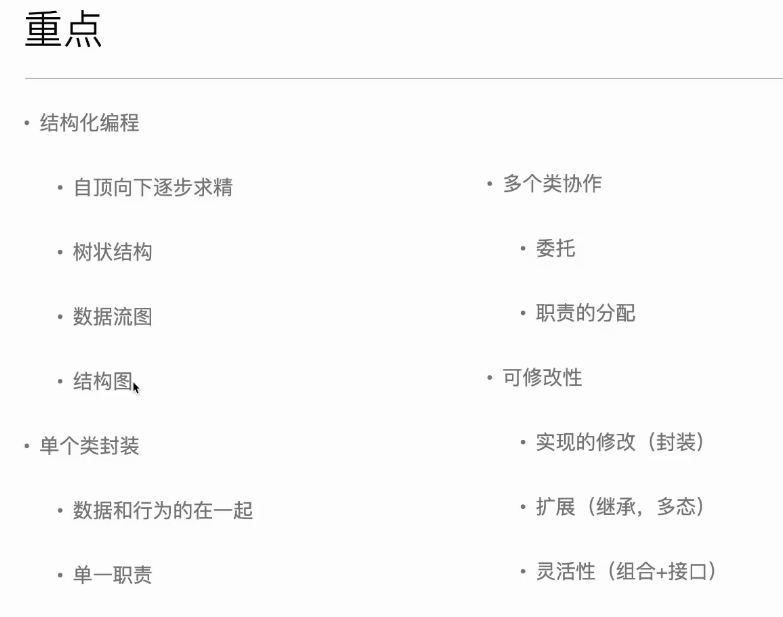 重点
• 结构化编程
• 自顶向下逐步求精
• 树状结构
• 数据流图
• 结构图
• 单个类封装
• 数据和行为的在一起
• 单一职责
• 多个类协作
• 委托
• 职责的分配
• 可修改性
• 实现的修改（封装）
• 扩展（继承，多态）
• 灵活性（组合+接口）